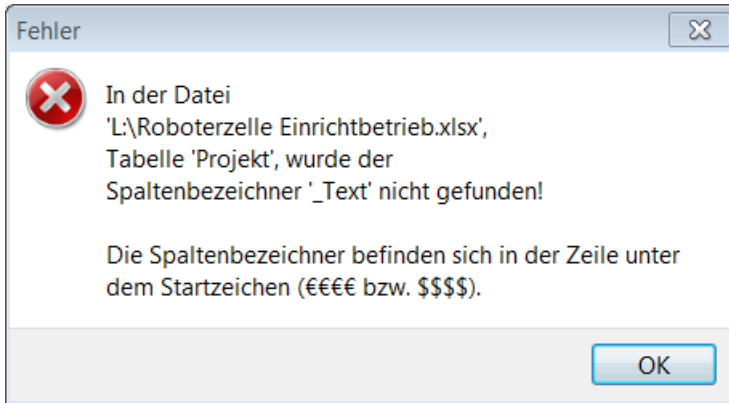 Fehler
In der Datei
'L:\Roboterzelle Einrichtbetrieb.xlsx',
Tabelle 'Projekt', wurde der
Spaltenbezeichner '_Text' nicht gefunden!
Die Spaltenbezeichner befinden sich in der Zeile unter
dem Startzeichen (€€€€ bzw. $$$$).
OK